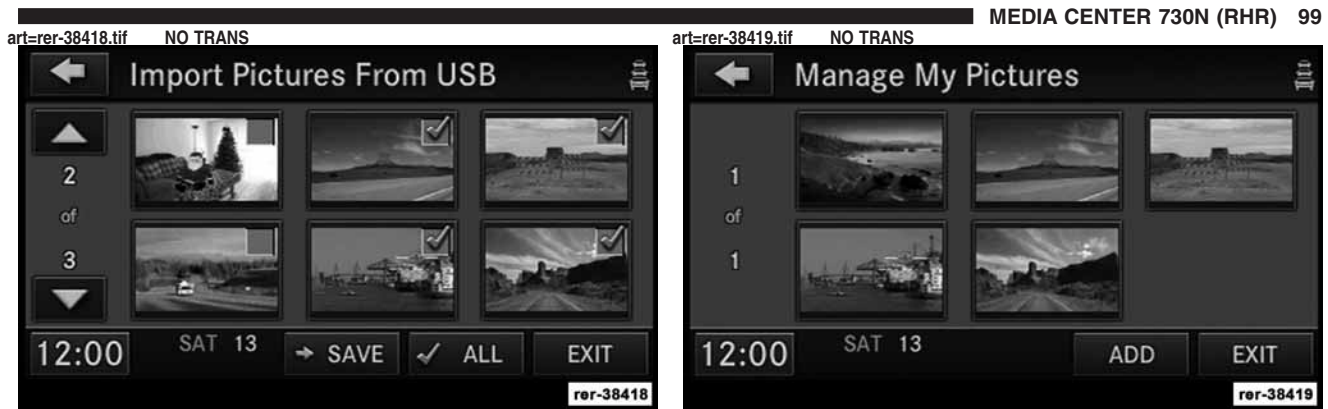 MEDIA CENTER 730N (RHR) 99
art=rer-38418.tif NO TRANS
Import Pictures From USB
2
of
3
12:00 SAT 13 SAVE ALL EXIT
rer-38418
art=rer-38419.tif NO TRANS
Manage My Pictures
1
of
1
12:00 SAT 13 ADD EXIT
rer-38419